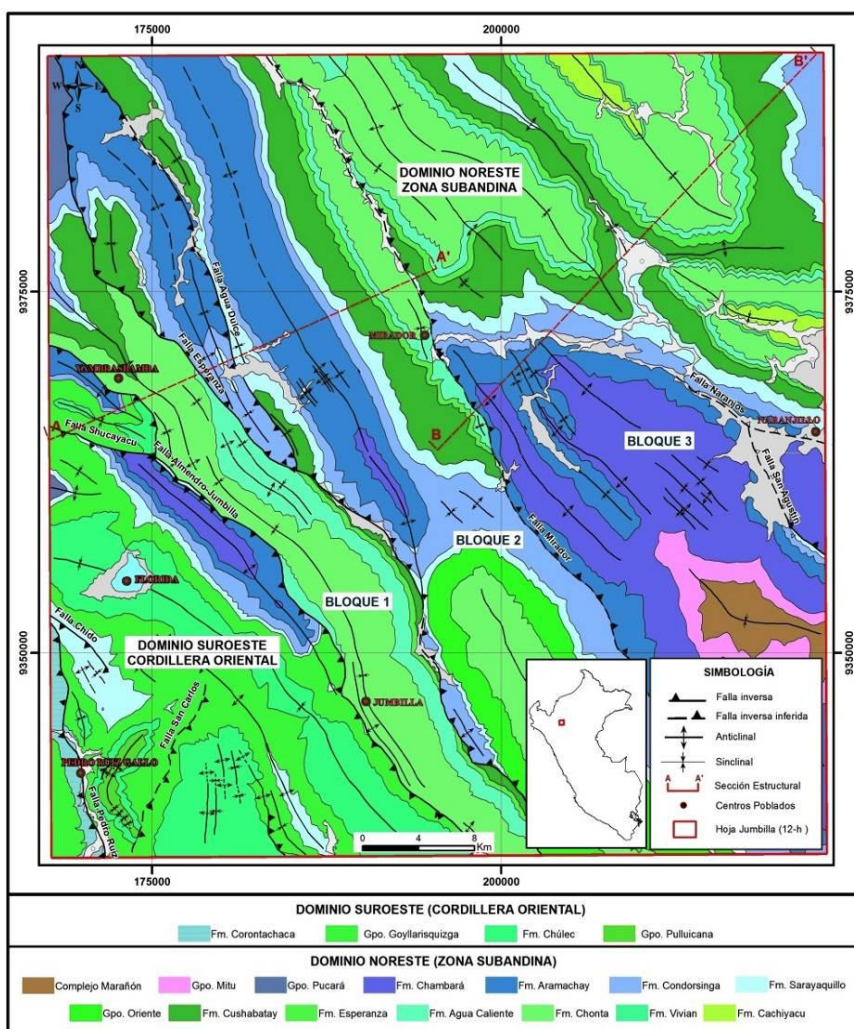 175000
200000
B'
N
W E
S
DOMINIO NORESTE
ZONA SUBANDINA
A'
Falla Agua Dulce
9375000
9375000
MIRADOR
Falla Esperanza
YAMBRASBAMBA
Falla Naranjos
NARANJILLO
A
B
BLOQUE 3
Falla Shucayacu
Falla Almendro-Jumbilla
Falla San Agustín
Falla Mirador
BLOQUE 2
FLORIDA
BLOQUE 1
Falla Chido
DOMINIO SUROESTE
CORDILLERA ORIENTAL
9350000
9350000
JUMBILLA
Falla San Carlos
PEDRO RUIZ GALLO
Falla Pedro Ruiz
SIMBOLOGÍA
Falla inversa
Falla inversa inferida
Anticlinal
Sinclinal
A A' Sección Estructural
Centros Poblados
Hoja Jumbilla (12-h )
0 4 8
Km
175000
200000
DOMINIO SUROESTE (CORDILLERA ORIENTAL)
Fm. Corontachaca Gpo. Goyllarisquizga Fm. Chúlec Gpo. Pulluicana
DOMINIO NORESTE (ZONA SUBANDINA)
Complejo Marañón Gpo. Mitu Gpo. Pucará Fm. Chambará Fm. Aramachay Fm. Condorsinga Fm. Sarayaquillo
Gpo. Oriente Fm. Cushabatay Fm. Esperanza Fm. Agua Caliente Fm. Chonta Fm. Vivian Fm. Cachiyacu